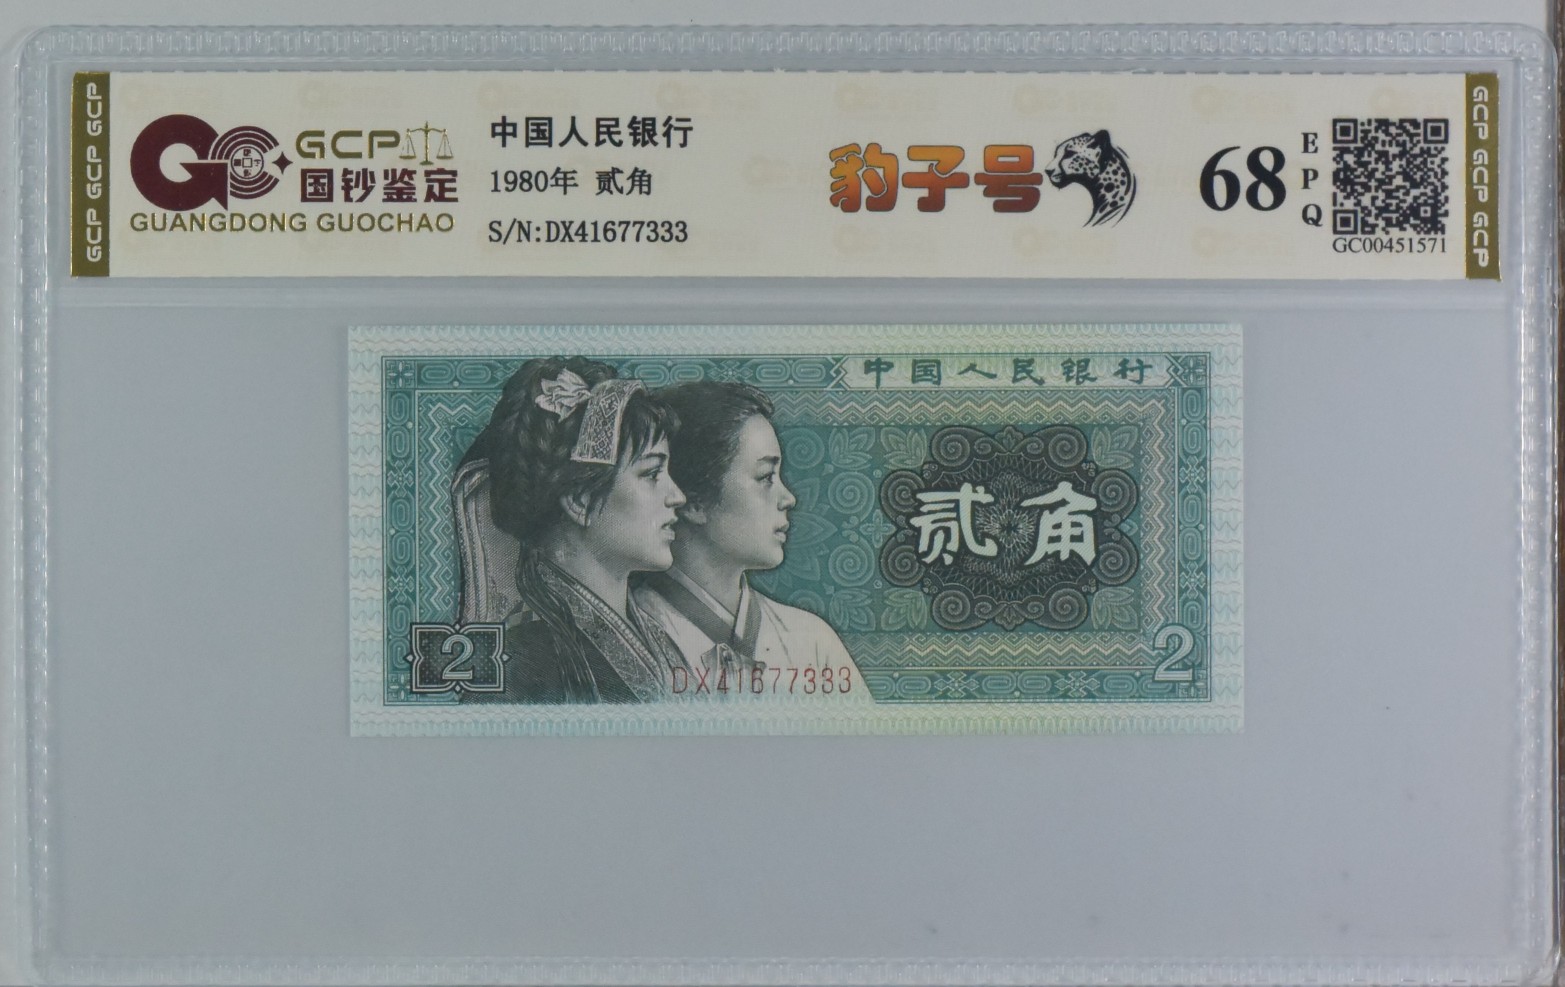 GCP GCP GCP
GCP
国钞鉴定
GUANGDONG GUOCHAO
中国人民银行
1980年 贰角
S/N:DX41677333
豹子号
68
EPQ
GC00451571
GCP GCP GCP
中国人民银行
贰角
2
2
DX41677333